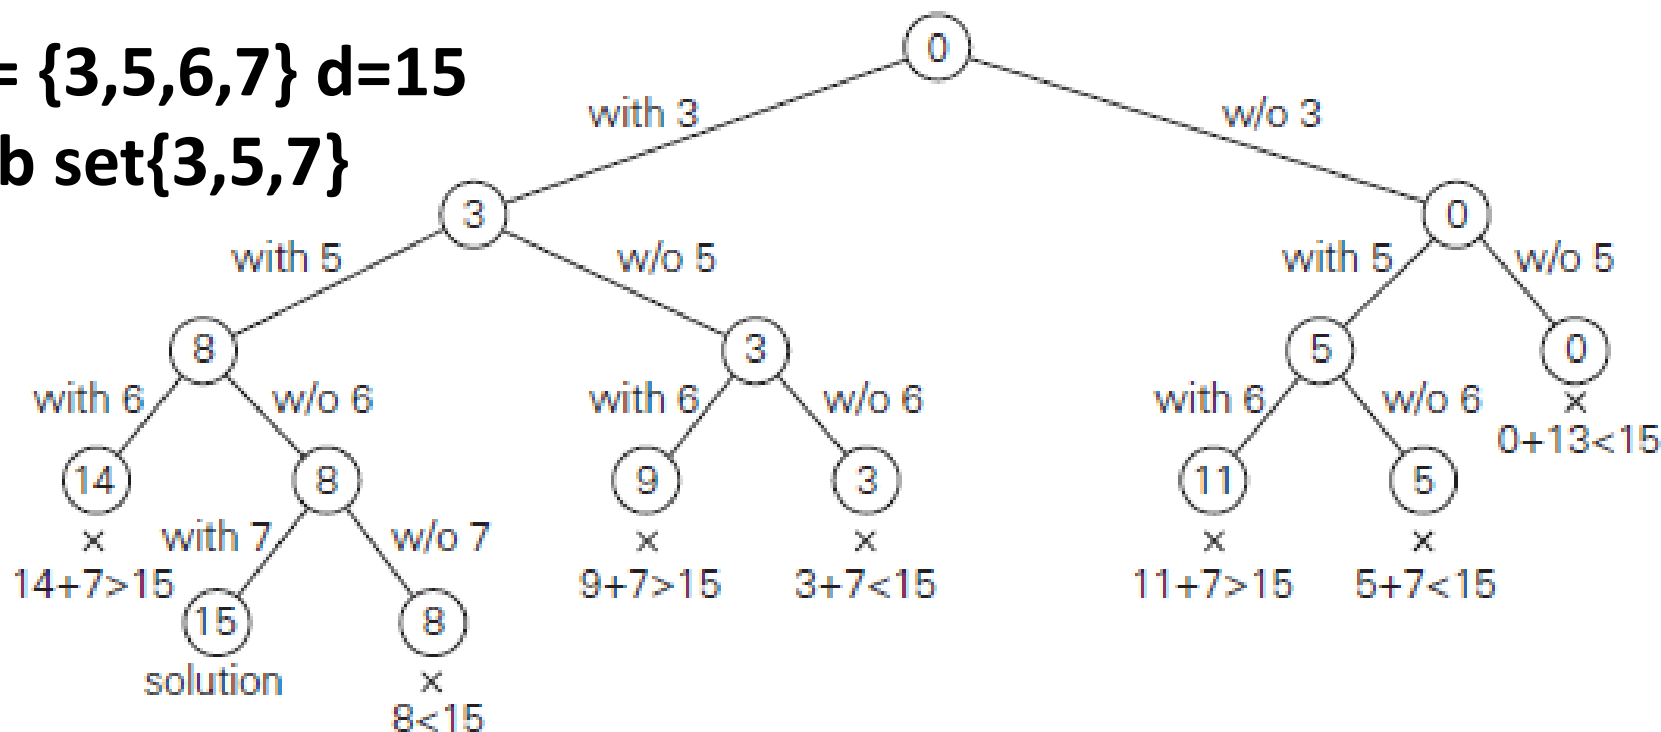 = {3,5,6,7} d=15
b set{3,5,7}
0
with 3
w/o 3
3
0
with 5
w/o 5
with 5
w/o 5
8
3
5
0
with 6
w/o 6
with 6
w/o 6
with 6
w/o 6
×
0+13<15
14
8
9
3
11
5
×
with 7
w/o 7
×
×
×
×
14+7>15
9+7>15
3+7<15
11+7>15
5+7<15
15
8
solution
×
8<15